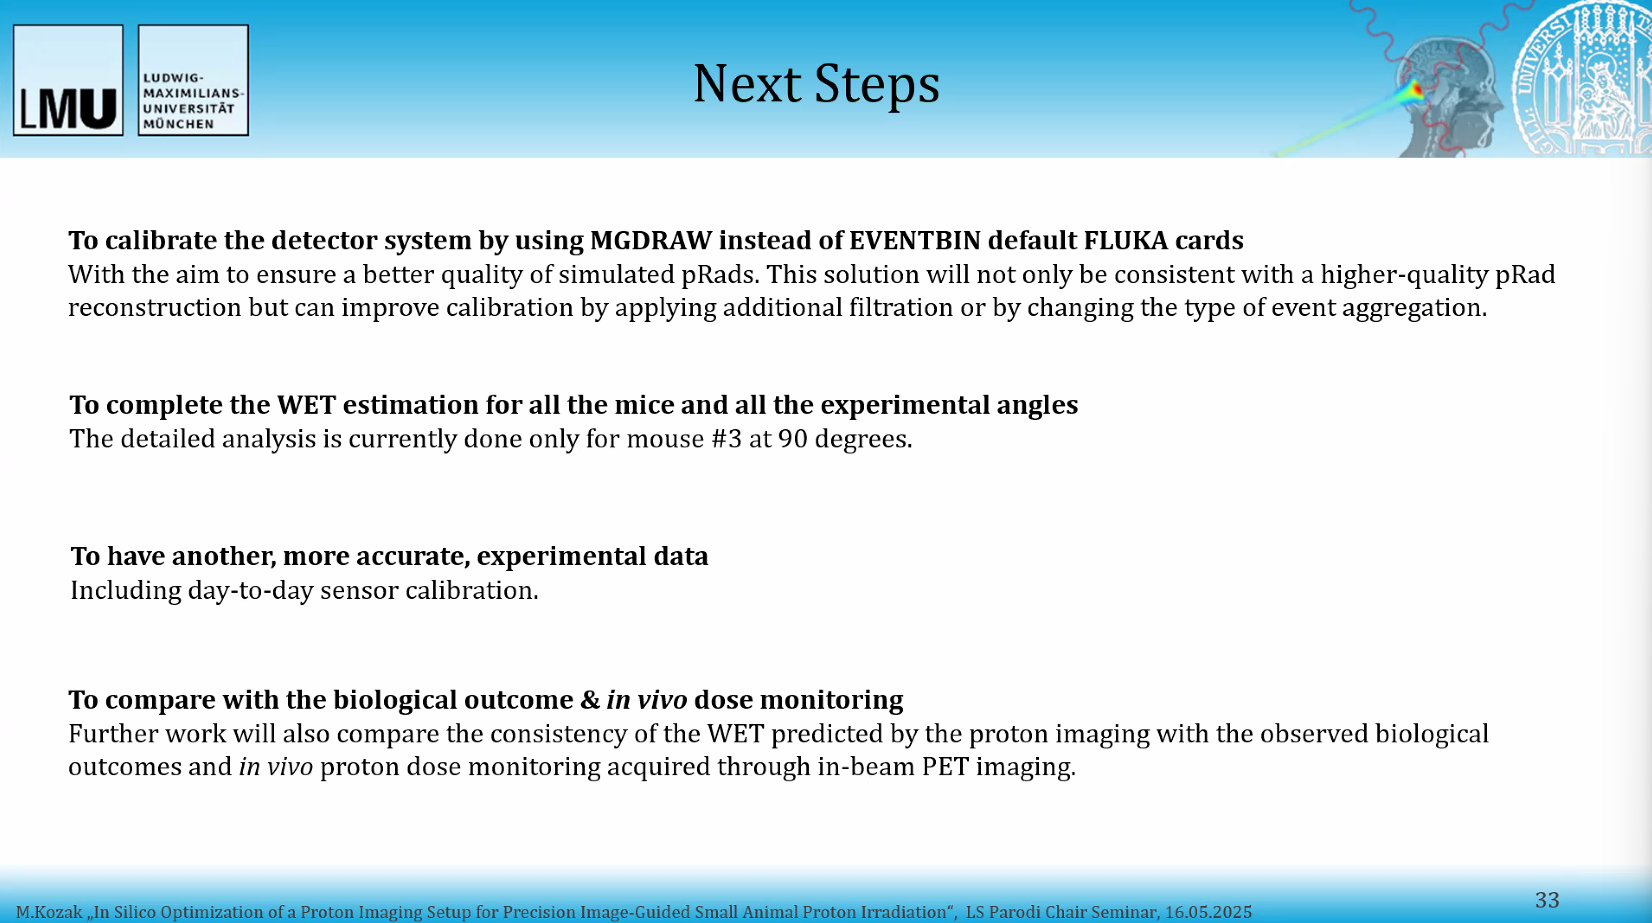 LMU
LUDWIG-
MAXIMILIANS-
UNIVERSITÄT
MÜNCHEN
Next Steps
To calibrate the detector system by using MGDRAW instead of EVENTBIN default FLUKA cards
With the aim to ensure a better quality of simulated pRads. This solution will not only be consistent with a higher-quality pRad
reconstruction but can improve calibration by applying additional filtration or by changing the type of event aggregation.
To complete the WET estimation for all the mice and all the experimental angles
The detailed analysis is currently done only for mouse #3 at 90 degrees.
To have another, more accurate, experimental data
Including day-to-day sensor calibration.
To compare with the biological outcome & in vivo dose monitoring
Further work will also compare the consistency of the WET predicted by the proton imaging with the observed biological
outcomes and in vivo proton dose monitoring acquired through in-beam PET imaging.
M.Kozak „In Silico Optimization of a Proton Imaging Setup for Precision Image-Guided Small Animal Proton Irradiation“, LS Parodi Chair Seminar, 16.05.2025
33